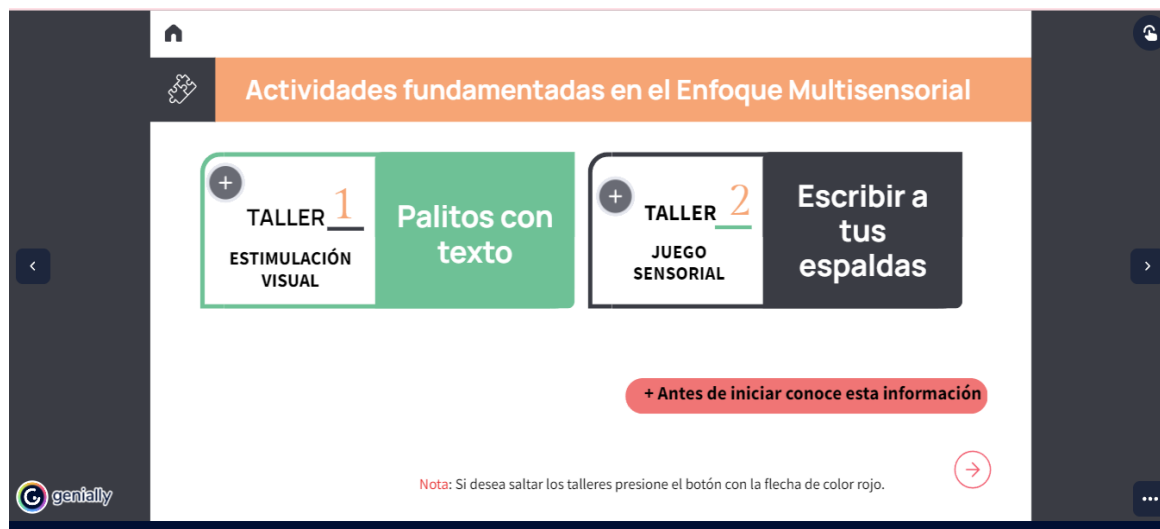 Actividades fundamentadas en el Enfoque Multisensorial
TALLER 1
ESTIMULACIÓN
VISUAL
Palitos con
texto
TALLER 2
JUEGO
SENSORIAL
Escribir a
tus
espaldas
+ Antes de iniciar conoce esta información
Nota: Si desea saltar los talleres presione el botón con la flecha de color rojo.
genially